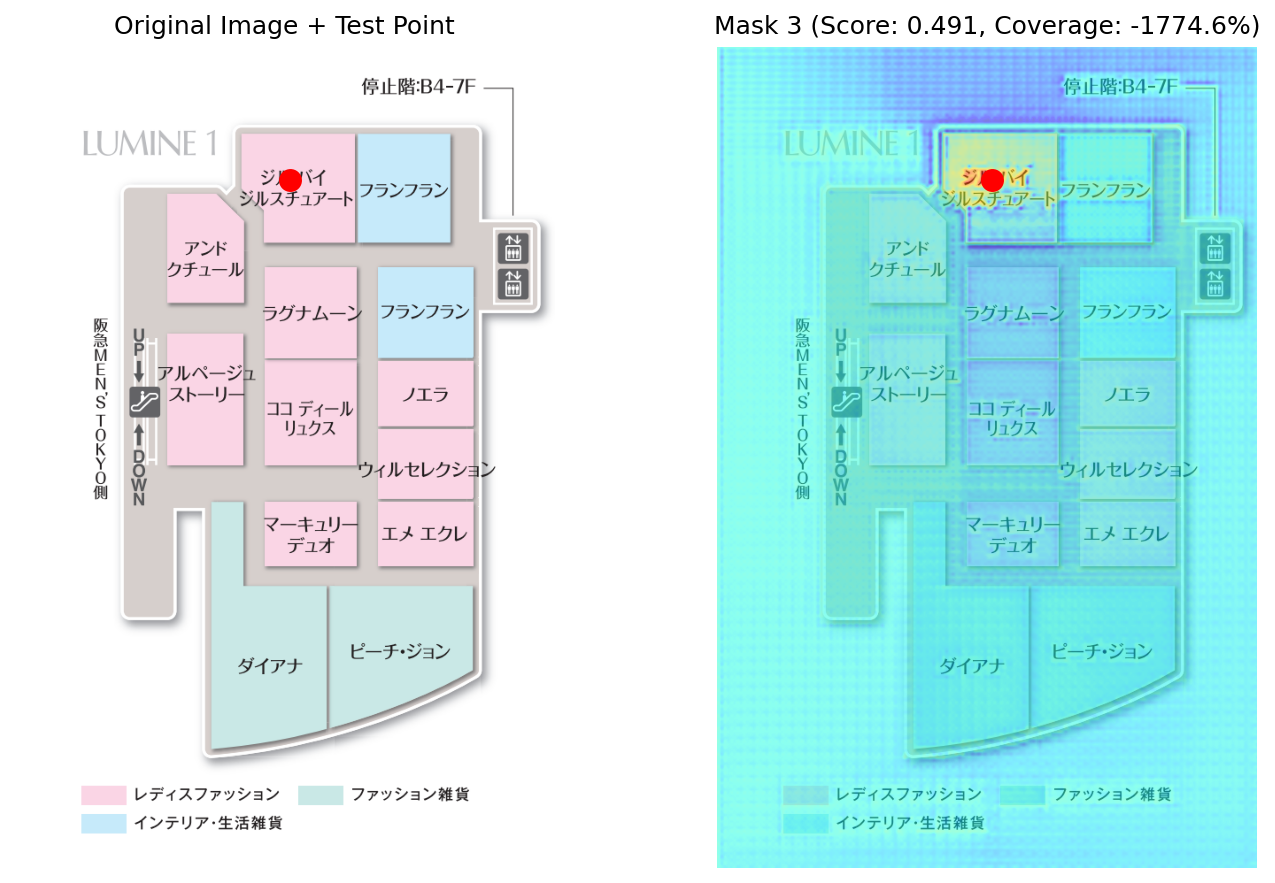 Original Image + Test Point
停止階:B4-7F
LUMINE 1
ジル バイ
ジルスチュアート
フランフラン
アンド
クチュール
ラグナムーン
フランフラン
阪急MEN'S TOKYO側
UP
DOWN
アルページュ
ストーリー
ココ ディール
リュクス
ノエラ
ウィルセレクション
マーキュリー
デュオ
エメ エクレ
ダイアナ
ピーチ・ジョン
レディスファッション
ファッション雑貨
インテリア・生活雑貨
Mask 3 (Score: 0.491, Coverage: -1774.6%)
停止階:B4-7F
LUMINE 1
ジル バイ
ジルスチュアート
フランフラン
アンド
クチュール
ラグナムーン
フランフラン
阪急MEN'S TOKYO側
UP
DOWN
アルページュ
ストーリー
ココ ディール
リュクス
ノエラ
ウィルセレクション
マーキュリー
デュオ
エメ エクレ
ダイアナ
ピーチ・ジョン
レディスファッション
ファッション雑貨
インテリア・生活雑貨